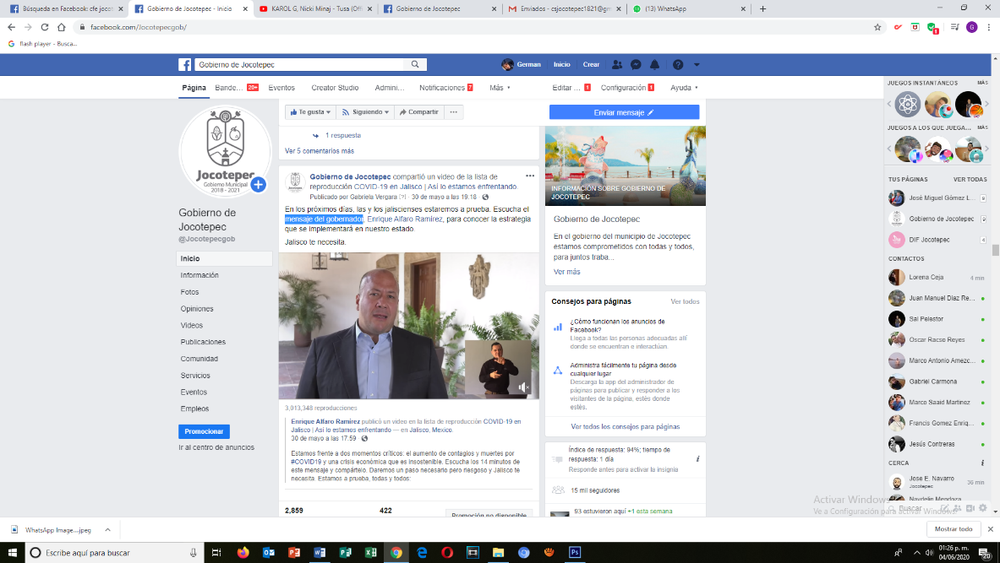 Búsqueda en Facebook: cfe jocot
Gobierno de Jocotepec - Inicio
KAROL G, Nicki Minaj - Tusa (Ofi
Gobierno de Jocotepec
Enviados - csjocotepec1821@gm
(13) WhatsApp
facebook.com/Jocotepecgob/
flash player - Busca...
Gobierno de Jocotepec
German
Inicio
Crear
Página
Bande... 20+
Eventos
Creator Studio
Admini...
Notificaciones 7
Más
Editar ... 1
Configuración 1
Ayuda
Te gusta
Siguiendo
Compartir
Enviar mensaje
Jocotepec
Gobierno Municipal
2018 - 2021
Gobierno de
Jocotepec
@Jocotepecgob
Inicio
Información
Fotos
Opiniones
Videos
Publicaciones
Comunidad
Servicios
Eventos
Empleos
Promocionar
Ir al centro de anuncios
1 respuesta
Ver 5 comentarios más
Gobierno de Jocotepec compartió un video de la lista de
reproducción COVID-19 en Jalisco | Así lo estamos enfrentando.
Publicado por Gabriela Vergara [?] · 30 de mayo a las 19:18 ·
En los próximos días, las y los jaliscienses estaremos a prueba. Escucha el
mensaje del gobernador, Enrique Alfaro Ramírez, para conocer la estrategia
que se implementará en nuestro estado.
Jalisco te necesita.
3,013,348 reproducciones
Enrique Alfaro Ramírez publicó un video en la lista de reproducción COVID-19 en
Jalisco | Así lo estamos enfrentando — en Jalisco, Mexico.
30 de mayo a las 17:59
Estamos frente a dos momentos críticos: el aumento de contagios y muertes por
#COVID19 y una crisis económica que es insostenible. Escucha los 14 minutos de
este mensaje y compártelo. Daremos un paso necesario pero riesgoso y Jalisco te
necesita. Estamos a prueba, todas y todos:
2,859
422
Promoción no disponible
INFORMACIÓN SOBRE GOBIERNO DE
JOCOTEPEC
Gobierno de Jocotepec
En el gobierno del municipio de Jocotepec
estamos comprometidos con todas y todos,
para juntos traba...
Ver más
Consejos para páginas
Ver todos
¿Cómo funcionan los anuncios de
Facebook?
Llega a todas las personas adecuadas allí
donde se encuentran e interactúan.
Administra fácilmente tu página desde
cualquier lugar
Descarga la app del administrador de
páginas para publicar y responder a los
visitantes de la página, estés donde
estés.
Ver todos los consejos para páginas
Índice de respuesta: 94%; tiempo de
respuesta: 1 día
Responde antes para activar la insignia
15 mil seguidores
93 estuvieron aquí +1 esta semana
JUEGOS INSTANTÁNEOS
MÁS
JUEGOS A LOS QUE JUEGA...
MÁS
TUS PÁGINAS
VER TODAS
José Miguel Gómez L...
9
Gobierno de Jocotepec
9
DIF Jocotepec
4
CONTACTOS
Lorena Ceja
4 min
Juan Manuel Díaz Re...
Sal Pelestor
Oscar Racso Reyes
Marco Antonio Amezc...
Gabriel Carmona
Marco Saaid Martinez
Francis Gomez Enriq...
Jesús Contreras
CERCA
Jose E. Navarro
Jocotepec
36 min
Naydelin Mendoza
Buscar
Activar Windows
Ve a Configuración para activar Windows.
WhatsApp Image....jpeg
Mostrar todo
Escribe aquí para buscar
01:26 p. m.
04/06/2020
20